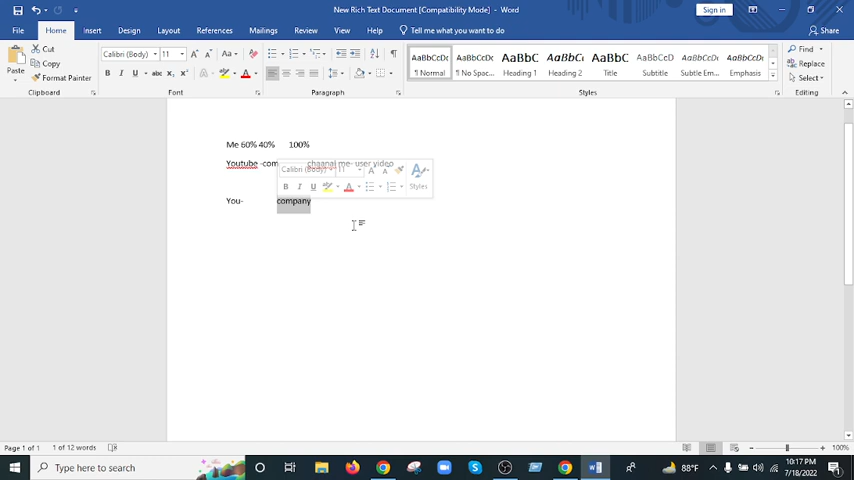 New Rich Text Document [Compatibility Mode] - Word
Sign in
File Home Insert Design Layout References Mailings Review View Help Tell me what you want to do Share
Paste
Cut
Copy
Format Painter
Clipboard
Calibri (Body) 11 A A Aa
B I U abc X₂ X² A A
Font
Paragraph
AaBbCcDc AaBbCcDc AaBbC AaBbCc AaBbC AaBbCcD AaBbCcDc AaBbCcDc
¶ Normal ¶ No Spac... Heading 1 Heading 2 Title Subtitle Subtle Em... Emphasis
Styles
Find
Replace
Select
Editing
Me 60% 40% 100%
Youtube -com chaanal me- user video
Calibri (Body) 11 A A
B I U A Styles
You- company
Page 1 of 1 1 of 12 words 100%
Type here to search
88°F
10:17 PM
7/18/2022